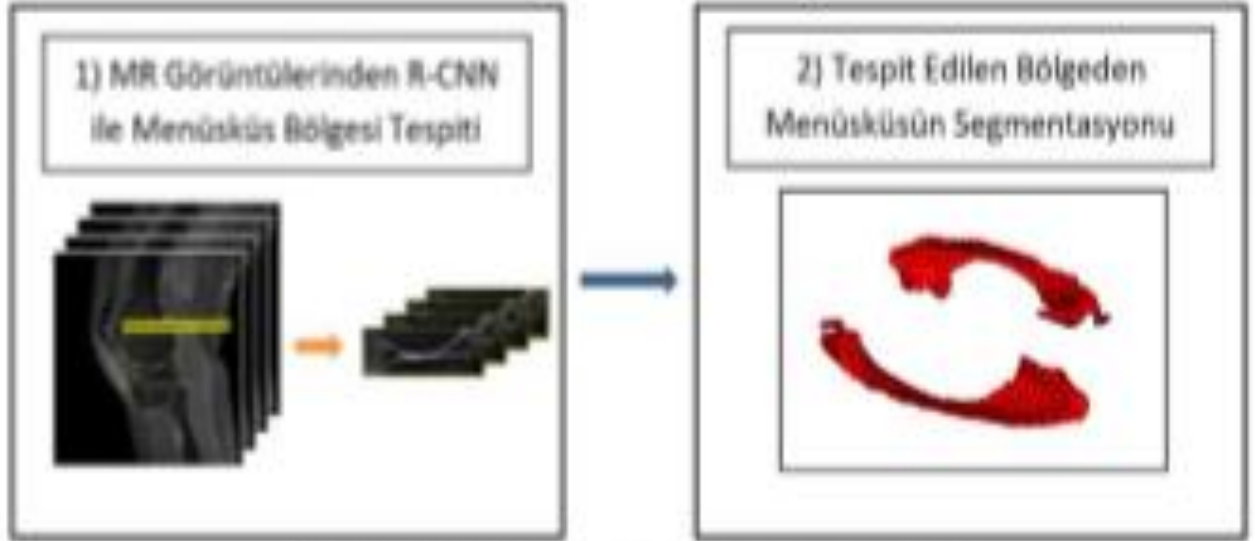 1) MR Görüntülerinden R-CNN
ile Menüsküs Bölgesi Tespiti
2) Tespit Edilen Bölgeden
Menüsküsün Segmentasyonu